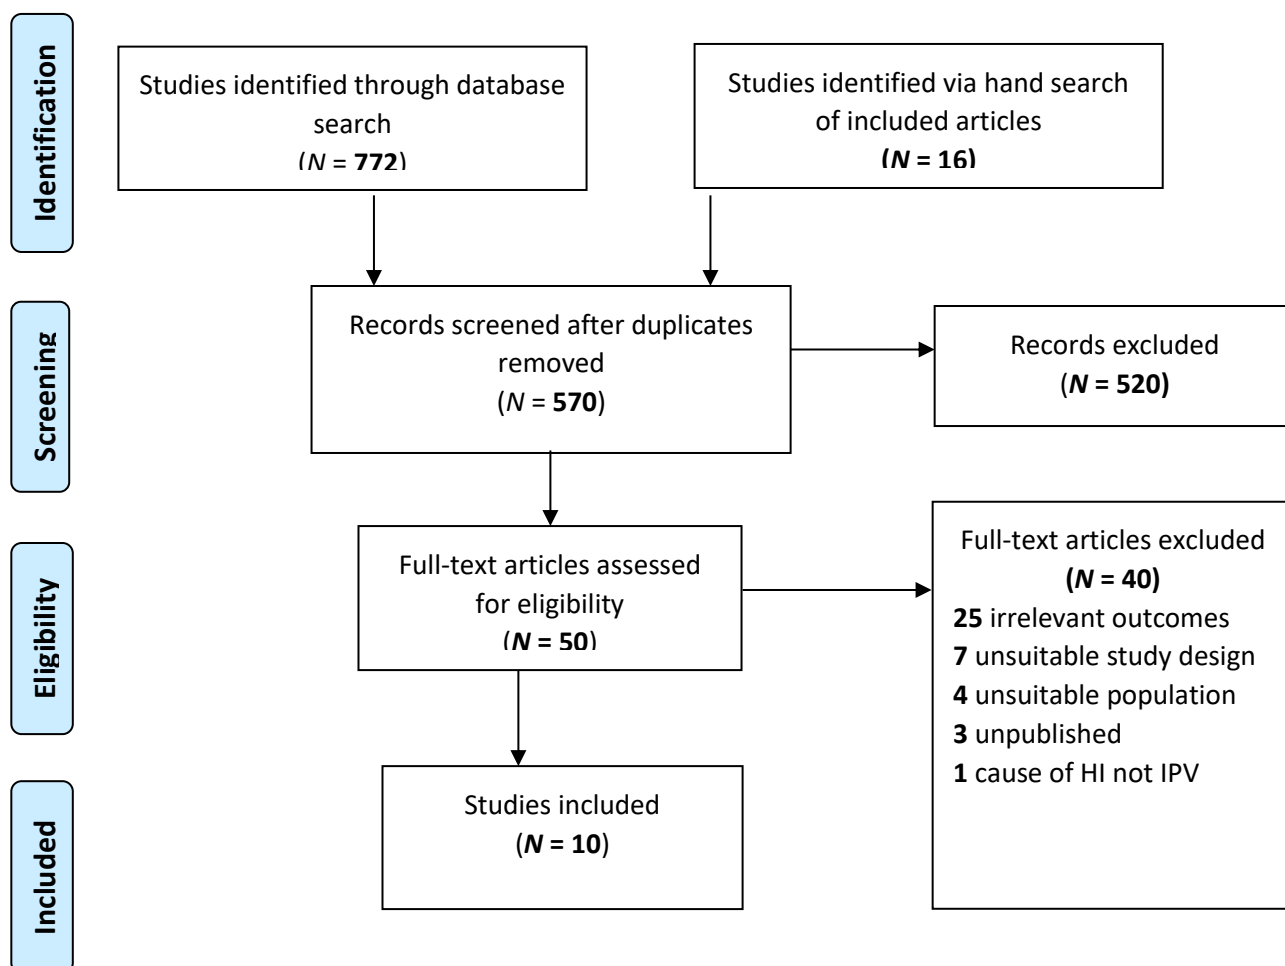 Identification
Studies identified through database
search
(N = 772)
Studies identified via hand search
of included articles
(N = 16)
Screening
Records screened after duplicates
removed
(N = 570)
Records excluded
(N = 520)
Eligibility
Full-text articles assessed
for eligibility
(N = 50)
Full-text articles excluded
(N = 40)
25 irrelevant outcomes
7 unsuitable study design
4 unsuitable population
3 unpublished
1 cause of HI not IPV
Included
Studies included
(N = 10)